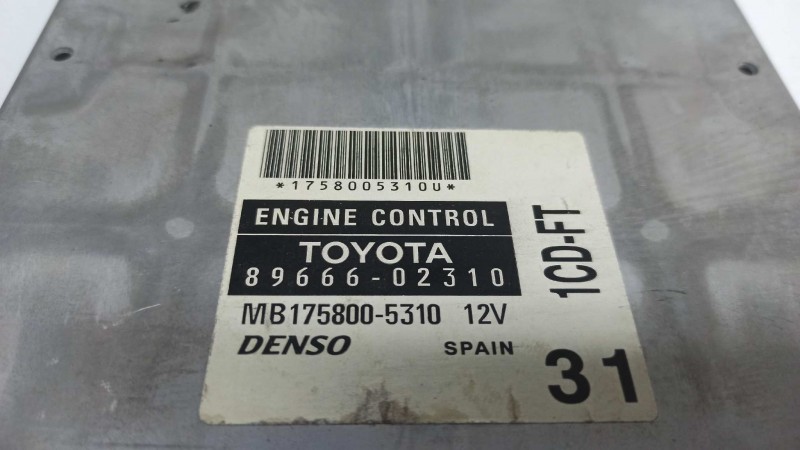 *1758005310U*
ENGINE CONTROL
TOYOTA
89666-02310
MB175800-5310 12V
DENSO SPAIN
1CD-FT
31